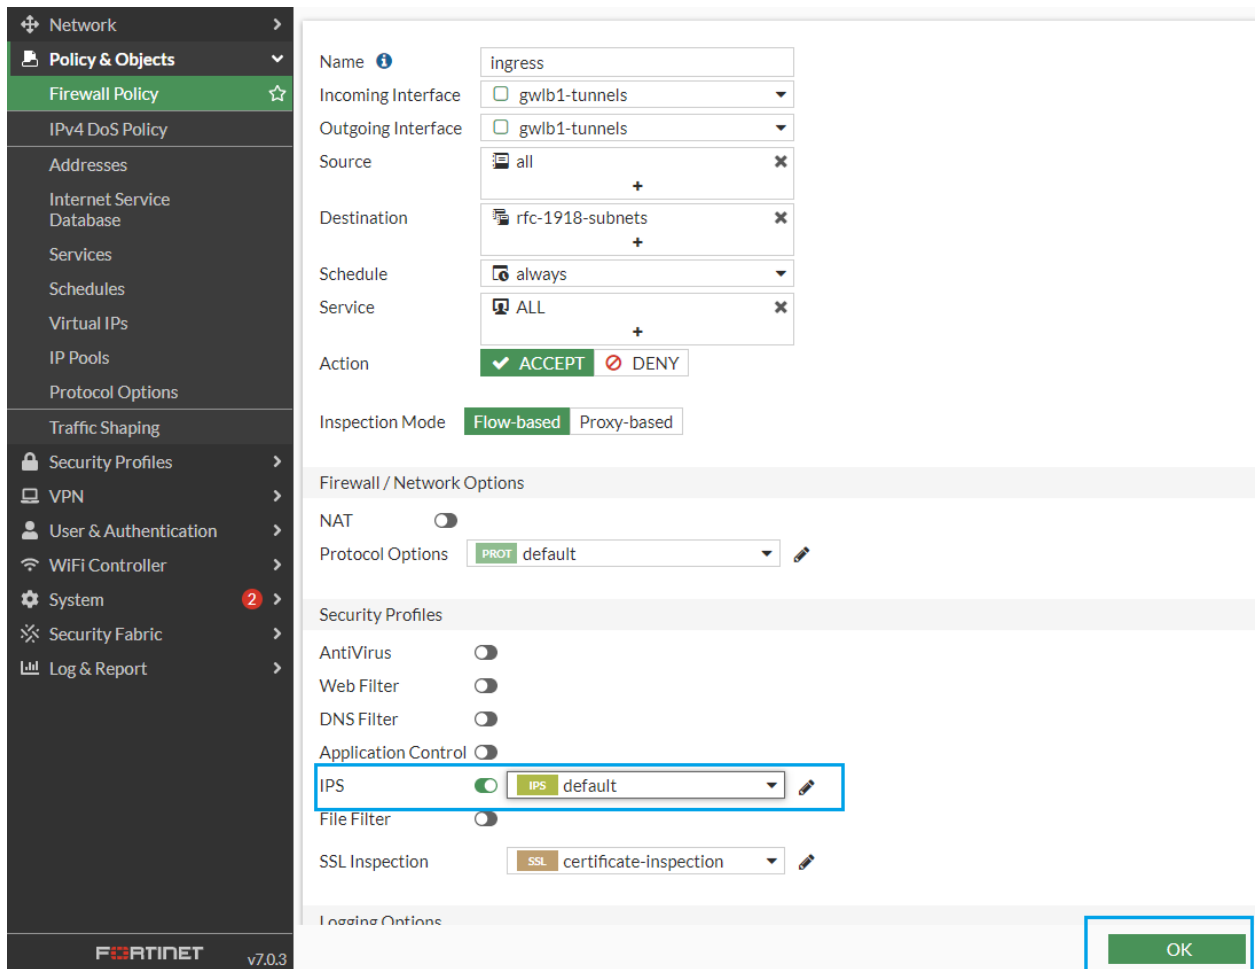 Network
Policy & Objects
Firewall Policy
IPv4 DoS Policy
Addresses
Internet Service
Database
Services
Schedules
Virtual IPs
IP Pools
Protocol Options
Traffic Shaping
Security Profiles
VPN
User & Authentication
WiFi Controller
System 2
Security Fabric
Log & Report
FORTINET v7.0.3
Name ingress
Incoming Interface gwlb1-tunnels
Outgoing Interface gwlb1-tunnels
Source all
+
Destination rfc-1918-subnets
+
Schedule always
Service ALL
+
Action ACCEPT DENY
Inspection Mode Flow-based Proxy-based
Firewall / Network Options
NAT
Protocol Options PROT default
Security Profiles
AntiVirus
Web Filter
DNS Filter
Application Control
IPS IPS default
File Filter
SSL Inspection SSL certificate-inspection
Logging Options
OK